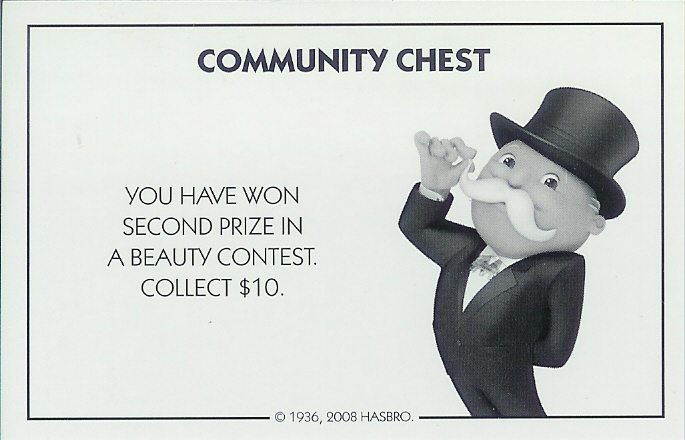 COMMUNITY CHEST
YOU HAVE WON
SECOND PRIZE IN
A BEAUTY CONTEST.
COLLECT $10.
© 1936, 2008 HASBRO.